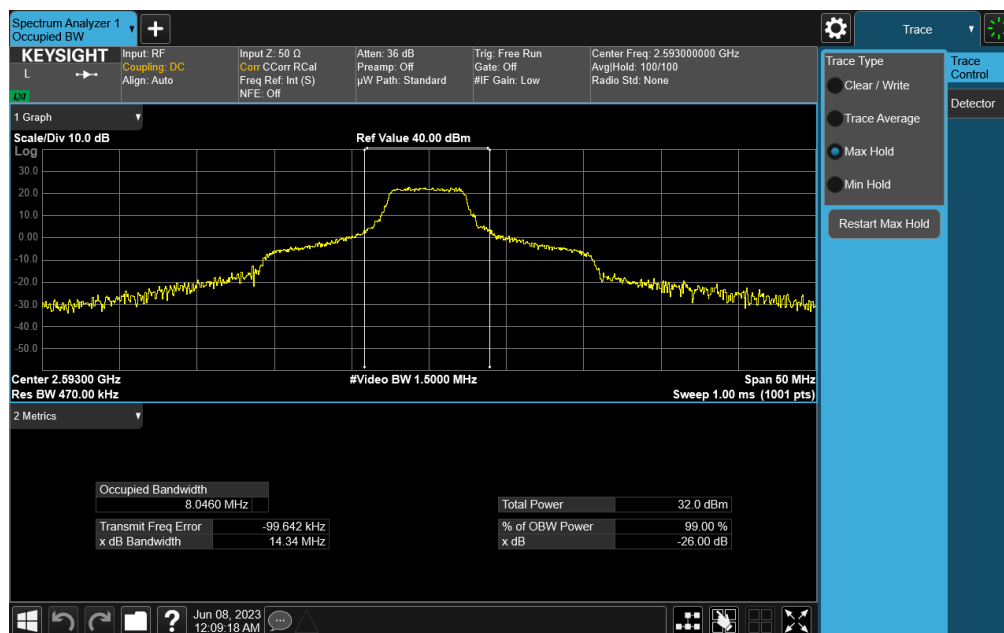 Spectrum Analyzer 1
Occupied BW
Trace
KEYSIGHT
L
LXI
Input: RF
Coupling: DC
Align: Auto
Input Z: 50 Ω
Corr CCorr RCal
Freq Ref: Int (S)
NFE: Off
Atten: 36 dB
Preamp: Off
µW Path: Standard
Trig: Free Run
Gate: Off
#IF Gain: Low
Center Freq: 2.593000000 GHz
Avg|Hold: 100/100
Radio Std: None
Trace Type
Clear / Write
Trace Average
Max Hold
Min Hold
Restart Max Hold
Trace
Control
Detector
1 Graph
Scale/Div 10.0 dB
Ref Value 40.00 dBm
Log
30.0
20.0
10.0
0.00
-10.0
-20.0
-30.0
-40.0
-50.0
Center 2.59300 GHz
#Video BW 1.5000 MHz
Span 50 MHz
Res BW 470.00 kHz
Sweep 1.00 ms (1001 pts)
2 Metrics
Occupied Bandwidth
8.0460 MHz
Transmit Freq Error -99.642 kHz
x dB Bandwidth 14.34 MHz
Total Power 32.0 dBm
% of OBW Power 99.00 %
x dB -26.00 dB
?
Jun 08, 2023
12:09:18 AM